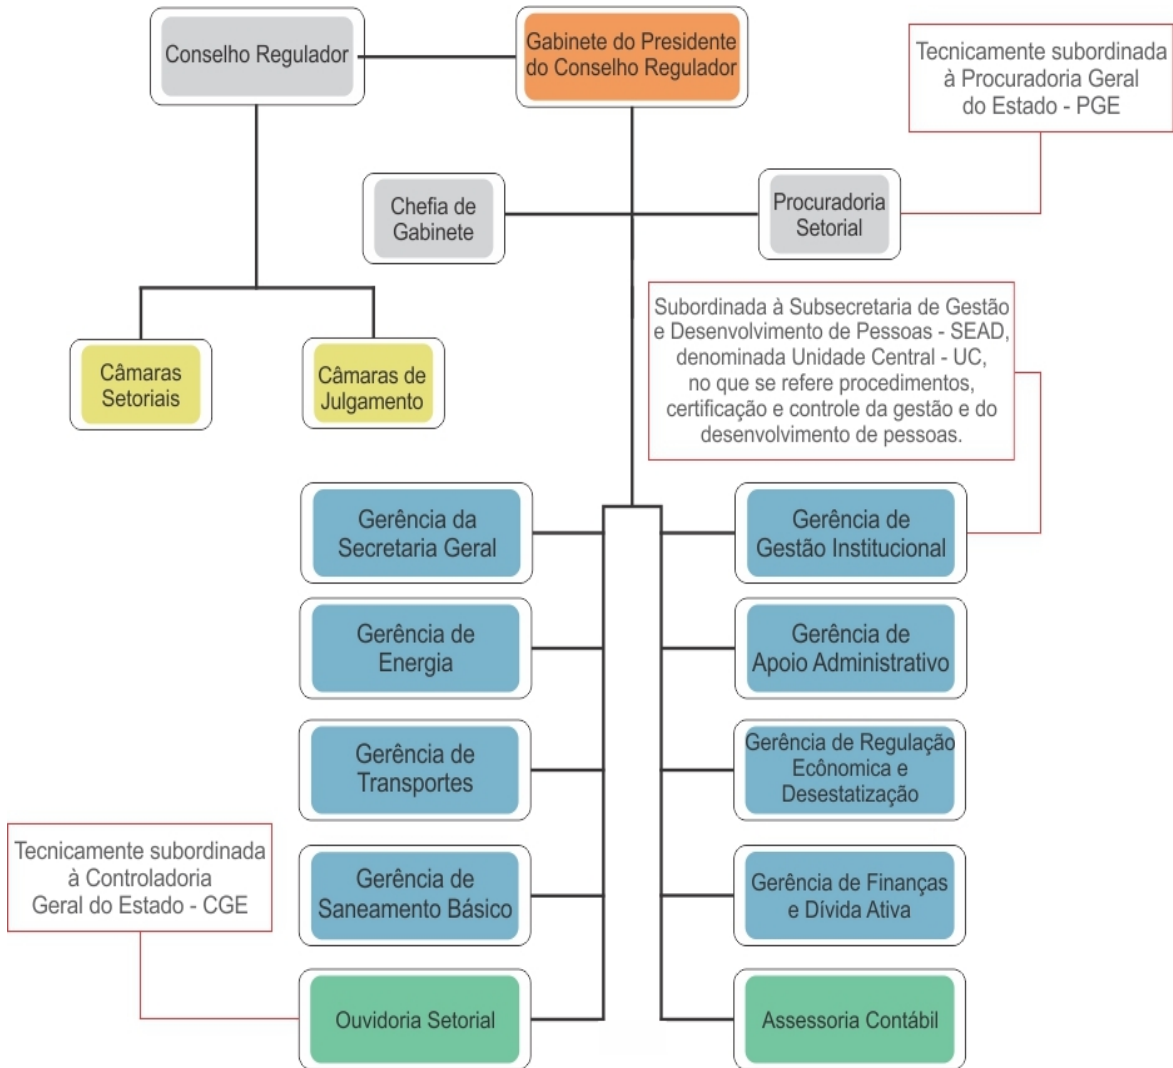 Conselho Regulador
Gabinete do Presidente
do Conselho Regulador
Tecnicamente subordinada
à Procuradoria Geral
do Estado - PGE
Chefia de
Gabinete
Procuradoria
Setorial
Câmaras
Setoriais
Câmaras de
Julgamento
Subordinada à Subsecretaria de Gestão
e Desenvolvimento de Pessoas - SEAD,
denominada Unidade Central - UC,
no que se refere procedimentos,
certificação e controle da gestão e do
desenvolvimento de pessoas.
Gerência da
Secretaria Geral
Gerência de
Gestão Institucional
Gerência de
Energia
Gerência de
Apoio Administrativo
Gerência de
Transportes
Gerência de Regulação
Ecônomica e
Desestatização
Tecnicamente subordinada
à Controladoria
Geral do Estado - CGE
Gerência de
Saneamento Básico
Gerência de Finanças
e Dívida Ativa
Ouvidoria Setorial
Assessoria Contábil